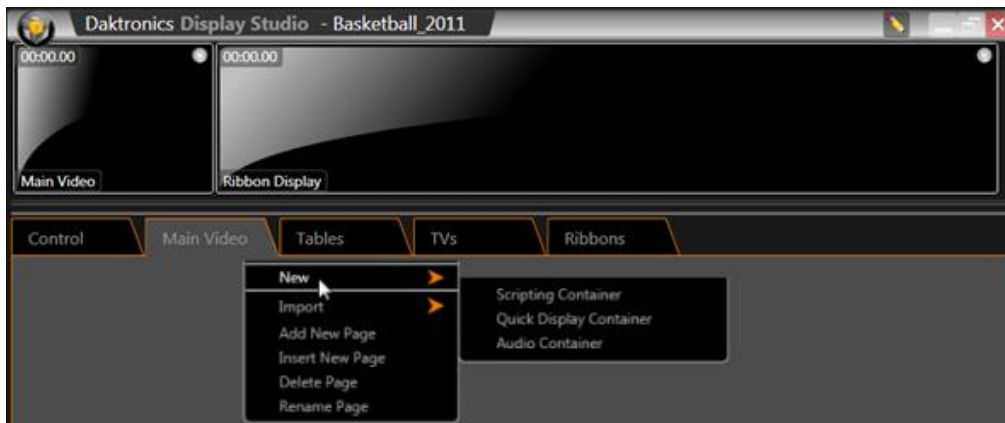 Daktronics Display Studio - Basketball_2011
00:00.00
00:00.00
Main Video
Ribbon Display
Control
Main Video
Tables
TVs
Ribbons
New
Import
Add New Page
Insert New Page
Delete Page
Rename Page
Scripting Container
Quick Display Container
Audio Container